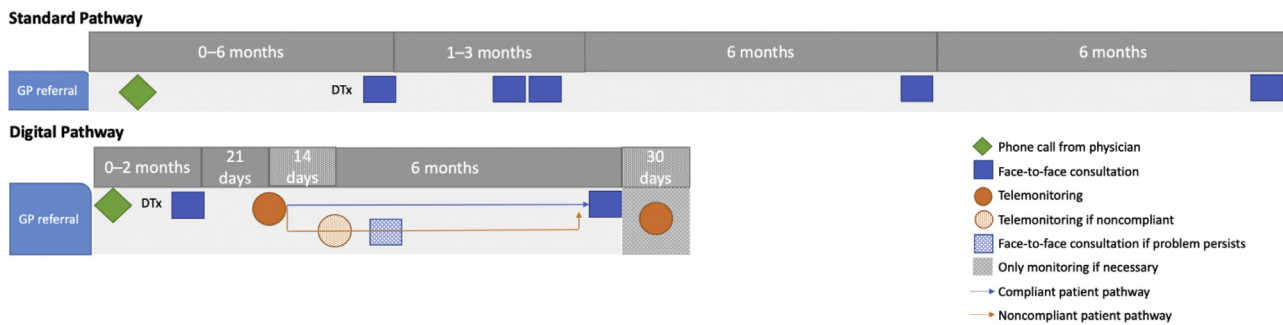 Standard Pathway
0–6 months
1–3 months
6 months
6 months
GP referral
DTx
Digital Pathway
0–2 months
21
days
14
days
6 months
30
days
GP referral
DTx
Phone call from physician
Face-to-face consultation
Telemonitoring
Telemonitoring if noncompliant
Face-to-face consultation if problem persists
Only monitoring if necessary
Compliant patient pathway
Noncompliant patient pathway